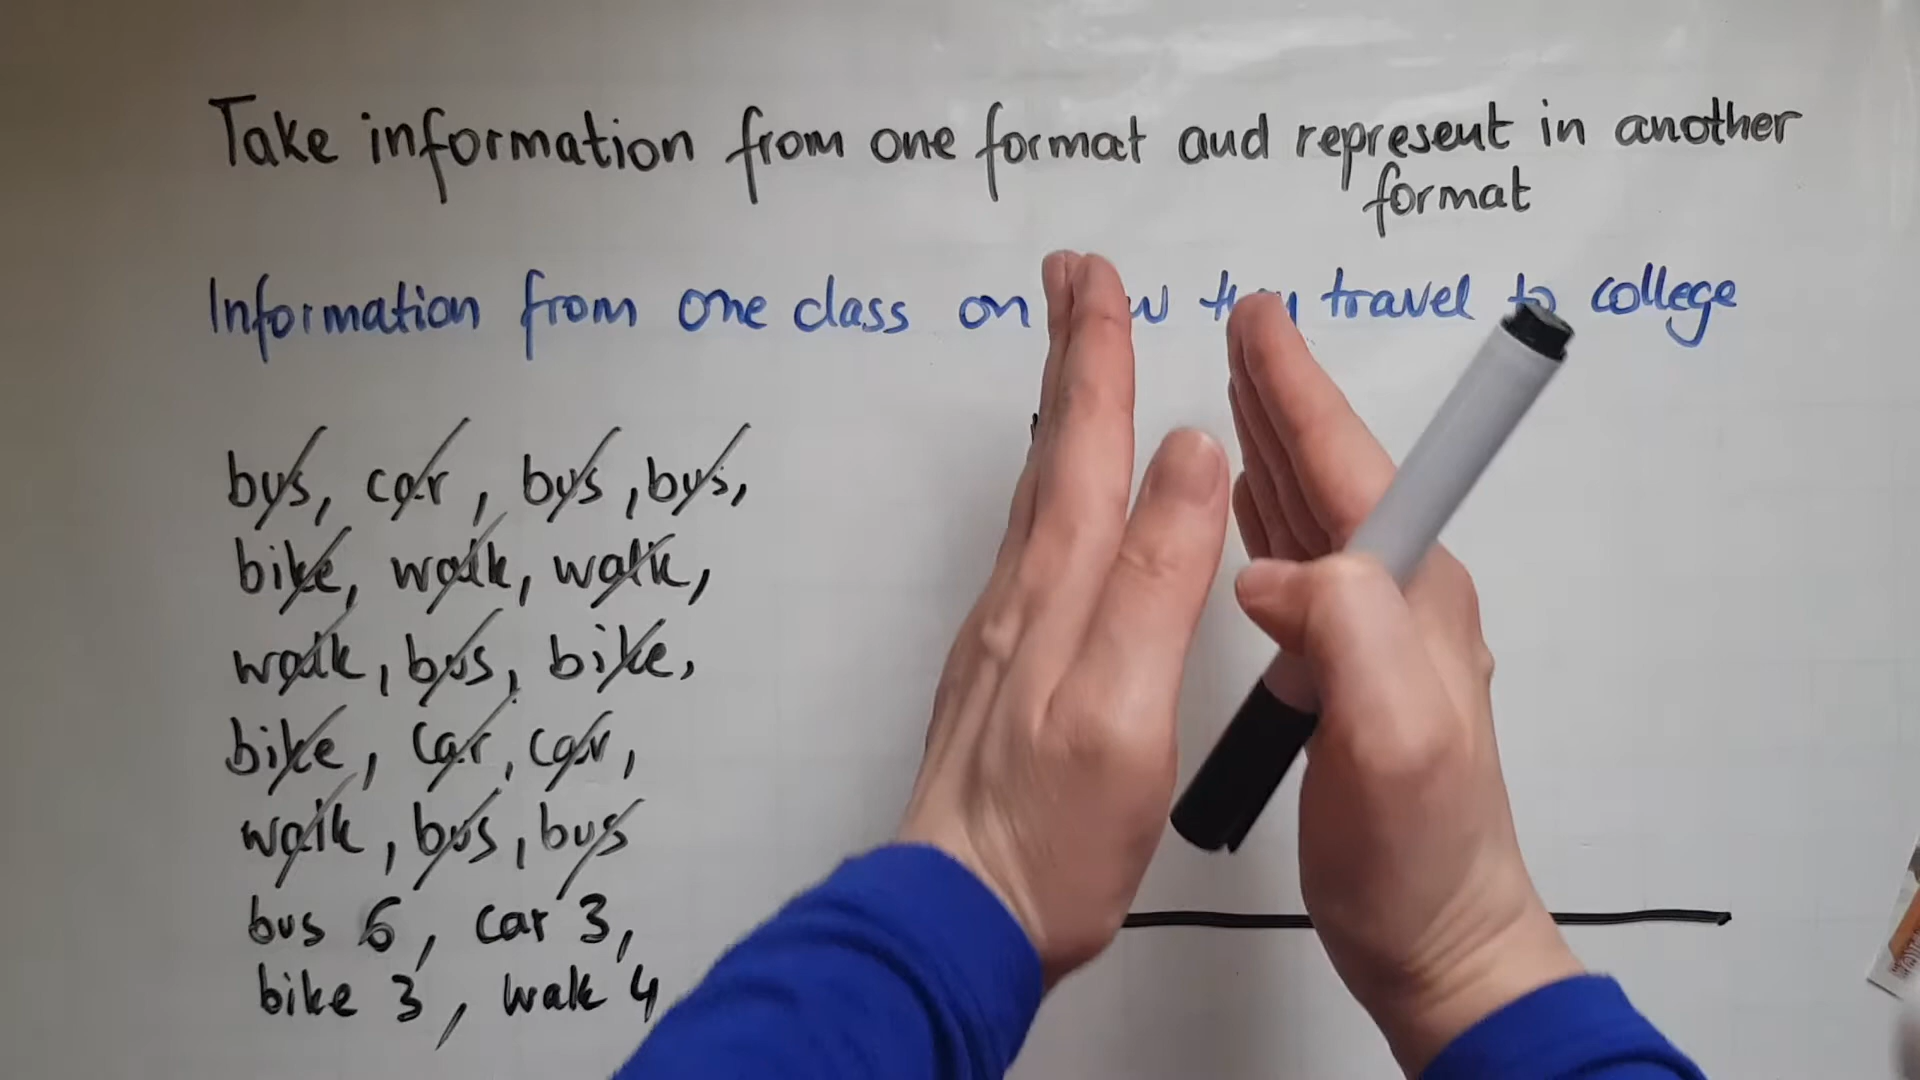 Take information from one format and represent in another
format
Information from one class on travel to college
bus, car, bus, bus,
bike, walk, walk,
walk, bus, bike,
bike, car, car,
walk, bus, bus
bus 6, car 3,
bike 3, walk 4